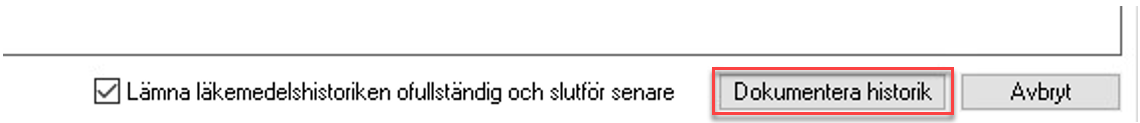 Lämna läkemedelshistoriken ofullständig och slutför senare Dokumentera historik Avbryt